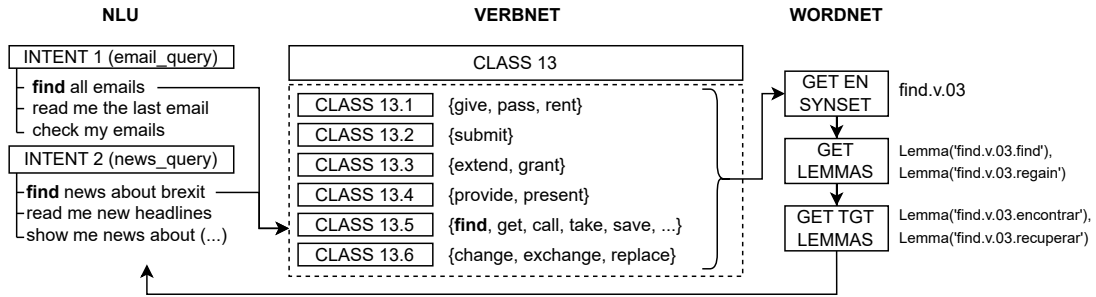 NLU
INTENT 1 (email_query)
find all emails
read me the last email
check my emails
INTENT 2 (news_query)
find news about brexit
read me new headlines
show me news about (...)
VERBNET
CLASS 13
CLASS 13.1 {give, pass, rent}
CLASS 13.2 {submit}
CLASS 13.3 {extend, grant}
CLASS 13.4 {provide, present}
CLASS 13.5 {find, get, call, take, save, ...}
CLASS 13.6 {change, exchange, replace}
WORDNET
GET EN
SYNSET
find.v.03
GET
LEMMAS
Lemma('find.v.03.find'),
Lemma('find.v.03.regain')
GET TGT
LEMMAS
Lemma('find.v.03.encontrar'),
Lemma('find.v.03.recuperar')